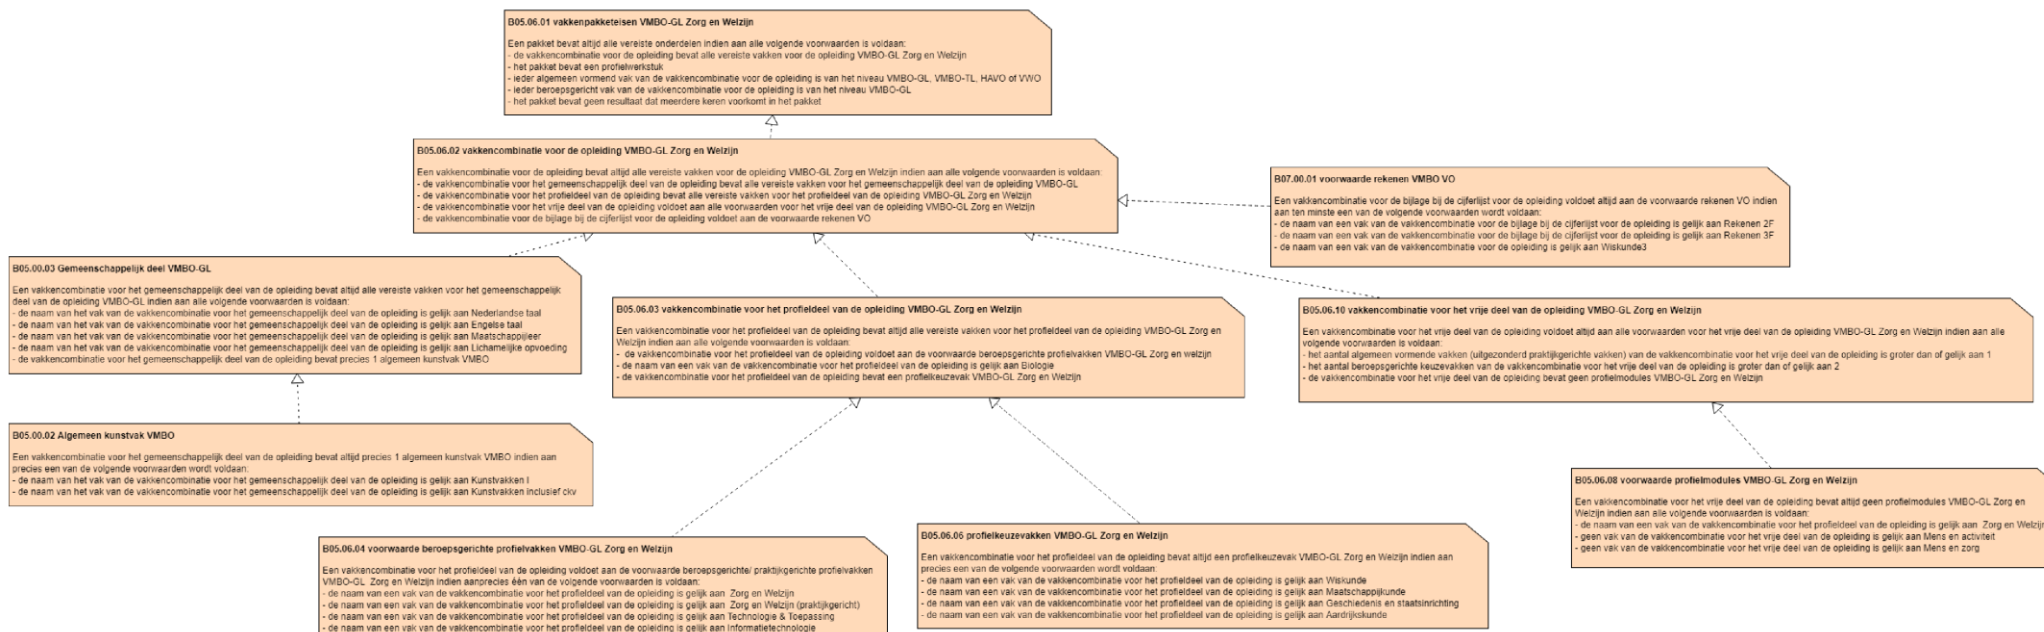 B05.06.01 vakkenpakketeisen VMBO-GL Zorg en Welzijn
Een pakket bevat altijd alle vereiste onderdelen indien aan alle volgende voorwaarden is voldaan:
- de vakkencombinatie voor de opleiding bevat alle vereiste vakken voor de opleiding VMBO-GL Zorg en Welzijn
- het pakket bevat een profielwerkstuk
- ieder algemeen vormend vak van de vakkencombinatie voor de opleiding is van het niveau VMBO-GL, VMBO-TL, HAVO of VWO
- ieder beroepsgericht vak van de vakkencombinatie voor de opleiding is van het niveau VMBO-GL
- het pakket bevat geen resultaat dat meerdere keren voorkomt in het pakket
B05.06.02 vakkencombinatie voor de opleiding VMBO-GL Zorg en Welzijn
Een vakkencombinatie voor de opleiding bevat altijd alle vereiste vakken voor de opleiding VMBO-GL Zorg en Welzijn indien aan alle volgende voorwaarden is voldaan:
- de vakkencombinatie voor het gemeenschappelijk deel van de opleiding bevat alle vereiste vakken voor het gemeenschappelijk deel van de opleiding VMBO-GL
- de vakkencombinatie voor het profieldeel van de opleiding bevat alle vereiste vakken voor het profieldeel van de opleiding VMBO-GL Zorg en Welzijn
- de vakkencombinatie voor het vrije deel van de opleiding voldoet aan alle voorwaarden voor het vrije deel van de opleiding VMBO-GL Zorg en Welzijn
- de vakkencombinatie voor de bijlage bij de cijferlijst voor de opleiding voldoet aan de voorwaarde rekenen VO
B07.00.01 voorwaarde rekenen VMBO VO
Een vakkencombinatie voor de bijlage bij de cijferlijst voor de opleiding voldoet altijd aan de voorwaarde rekenen VO indien
aan ten minste een van de volgende voorwaarden wordt voldaan:
- de naam van een vak van de vakkencombinatie voor de bijlage bij de cijferlijst voor de opleiding is gelijk aan Rekenen 2F
- de naam van een vak van de vakkencombinatie voor de bijlage bij de cijferlijst voor de opleiding is gelijk aan Rekenen 3F
- de naam van een vak van de vakkencombinatie voor de opleiding is gelijk aan Wiskunde3
B05.00.03 Gemeenschappelijk deel VMBO-GL
Een vakkencombinatie voor het gemeenschappelijk deel van de opleiding bevat altijd alle vereiste vakken voor het gemeenschappelijk
deel van de opleiding VMBO-GL indien aan alle volgende voorwaarden is voldaan:
- de naam van het vak van de vakkencombinatie voor het gemeenschappelijk deel van de opleiding is gelijk aan Nederlandse taal
- de naam van het vak van de vakkencombinatie voor het gemeenschappelijk deel van de opleiding is gelijk aan Engelse taal
- de naam van het vak van de vakkencombinatie voor het gemeenschappelijk deel van de opleiding is gelijk aan Maatschappijleer
- de naam van het vak van de vakkencombinatie voor het gemeenschappelijk deel van de opleiding is gelijk aan Lichamelijke opvoeding
- de vakkencombinatie voor het gemeenschappelijk deel van de opleiding bevat precies 1 algemeen kunstvak VMBO
B05.06.03 vakkencombinatie voor het profieldeel van de opleiding VMBO-GL Zorg en Welzijn
Een vakkencombinatie voor het profieldeel van de opleiding bevat altijd alle vereiste vakken voor het profieldeel van de opleiding VMBO-GL Zorg en
Welzijn indien aan alle volgende voorwaarden is voldaan:
- de vakkencombinatie voor het profieldeel van de opleiding voldoet aan de voorwaarde beroepsgerichte profielvakken VMBO-GL Zorg en welzijn
- de naam van een vak van de vakkencombinatie voor het profieldeel van de opleiding is gelijk aan Biologie
- de vakkencombinatie voor het profieldeel van de opleiding bevat een profielkeuzevak VMBO-GL Zorg en Welzijn
B05.06.10 vakkencombinatie voor het vrije deel van de opleiding VMBO-GL Zorg en Welzijn
Een vakkencombinatie voor het vrije deel van de opleiding voldoet altijd aan alle voorwaarden voor het vrije deel van de opleiding VMBO-GL Zorg en Welzijn indien aan alle
volgende voorwaarden is voldaan:
- het aantal algemeen vormende vakken (uitgezonderd praktijkgerichte vakken) van de vakkencombinatie voor het vrije deel van de opleiding is groter dan of gelijk aan 1
- het aantal beroepsgerichte keuzevakken van de vakkencombinatie voor het vrije deel van de opleiding is groter dan of gelijk aan 2
- de vakkencombinatie voor het vrije deel van de opleiding bevat geen profielmodules VMBO-GL Zorg en Welzijn
B05.00.02 Algemeen kunstvak VMBO
Een vakkencombinatie voor het gemeenschappelijk deel van de opleiding bevat altijd precies 1 algemeen kunstvak VMBO indien aan
precies een van de volgende voorwaarden wordt voldaan:
- de naam van het vak van de vakkencombinatie voor het gemeenschappelijk deel van de opleiding is gelijk aan Kunstvakken I
- de naam van het vak van de vakkencombinatie voor het gemeenschappelijk deel van de opleiding is gelijk aan Kunstvakken inclusief ckv
B05.06.08 voorwaarde profielmodules VMBO-GL Zorg en Welzijn
Een vakkencombinatie voor het vrije deel van de opleiding bevat altijd geen profielmodules VMBO-GL Zorg en
Welzijn indien aan alle volgende voorwaarden is voldaan:
- de naam van een vak van de vakkencombinatie voor het profieldeel van de opleiding is gelijk aan Zorg en Welzijn
- geen vak van de vakkencombinatie voor het vrije deel van de opleiding is gelijk aan Mens en activiteit
- geen vak van de vakkencombinatie voor het vrije deel van de opleiding is gelijk aan Mens en zorg
B05.06.04 voorwaarde beroepsgerichte profielvakken VMBO-GL Zorg en Welzijn
Een vakkencombinatie voor het profieldeel van de opleiding voldoet aan de voorwaarde beroepsgerichte/ praktijkgerichte profielvakken
VMBO-GL Zorg en Welzijn indien aanprecies één van de volgende voorwaarden is voldaan:
- de naam van een vak van de vakkencombinatie voor het profieldeel van de opleiding is gelijk aan Zorg en Welzijn
- de naam van een vak van de vakkencombinatie voor het profieldeel van de opleiding is gelijk aan Zorg en Welzijn (praktijkgericht)
- de naam van een vak van de vakkencombinatie voor het profieldeel van de opleiding is gelijk aan Technologie & Toepassing
- de naam van een vak van de vakkencombinatie voor het profieldeel van de opleiding is gelijk aan Informatietechnologie
B05.06.06 profielkeuzevakken VMBO-GL Zorg en Welzijn
Een vakkencombinatie voor het profieldeel van de opleiding bevat altijd een profielkeuzevak VMBO-GL Zorg en Welzijn indien aan
precies een van de volgende voorwaarden wordt voldaan:
- de naam van een vak van de vakkencombinatie voor het profieldeel van de opleiding is gelijk aan Wiskunde
- de naam van een vak van de vakkencombinatie voor het profieldeel van de opleiding is gelijk aan Maatschappijkunde
- de naam van een vak van de vakkencombinatie voor het profieldeel van de opleiding is gelijk aan Geschiedenis en staatsinrichting
- de naam van een vak van de vakkencombinatie voor het profieldeel van de opleiding is gelijk aan Aardrijkskunde